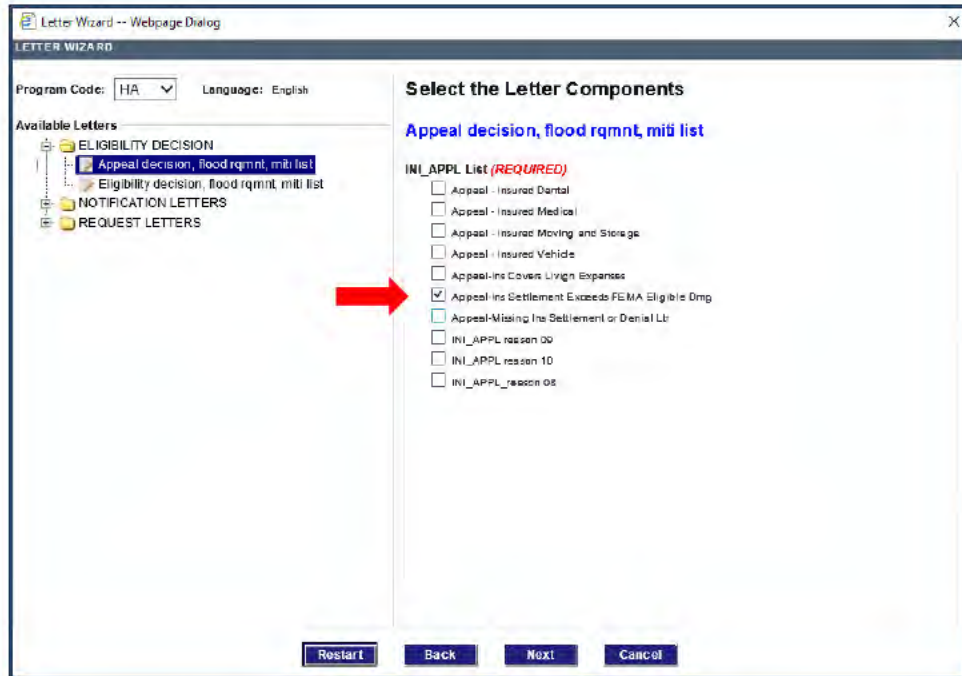 Letter Wizard -- Webpage Dialog
LETTER WIZARD
Program Code: HA Language: English
Available Letters
ELIGIBILITY DECISION
Appeal decision, flood rqmnt, miti list
Eligibility decision, flood rqmnt, miti list
NOTIFICATION LETTERS
REQUEST LETTERS
Select the Letter Components
Appeal decision, flood rqmnt, miti list
INI_APPL List (REQUIRED)
Appeal - Insured Dental
Appeal - Insured Medical
Appeal - Insured Moving and Storage
Appeal - Insured Vehicle
Appeal-Ins Covers Livign Expenses
Appeal-Ins Settlement Exceeds FEMA Eligible Dmg
Appeal-Missing Ins Settlement or Denial Ltr
INI_APPL reason 09
INI_APPL reason 10
INI_APPL_reason 08
Restart Back Next Cancel